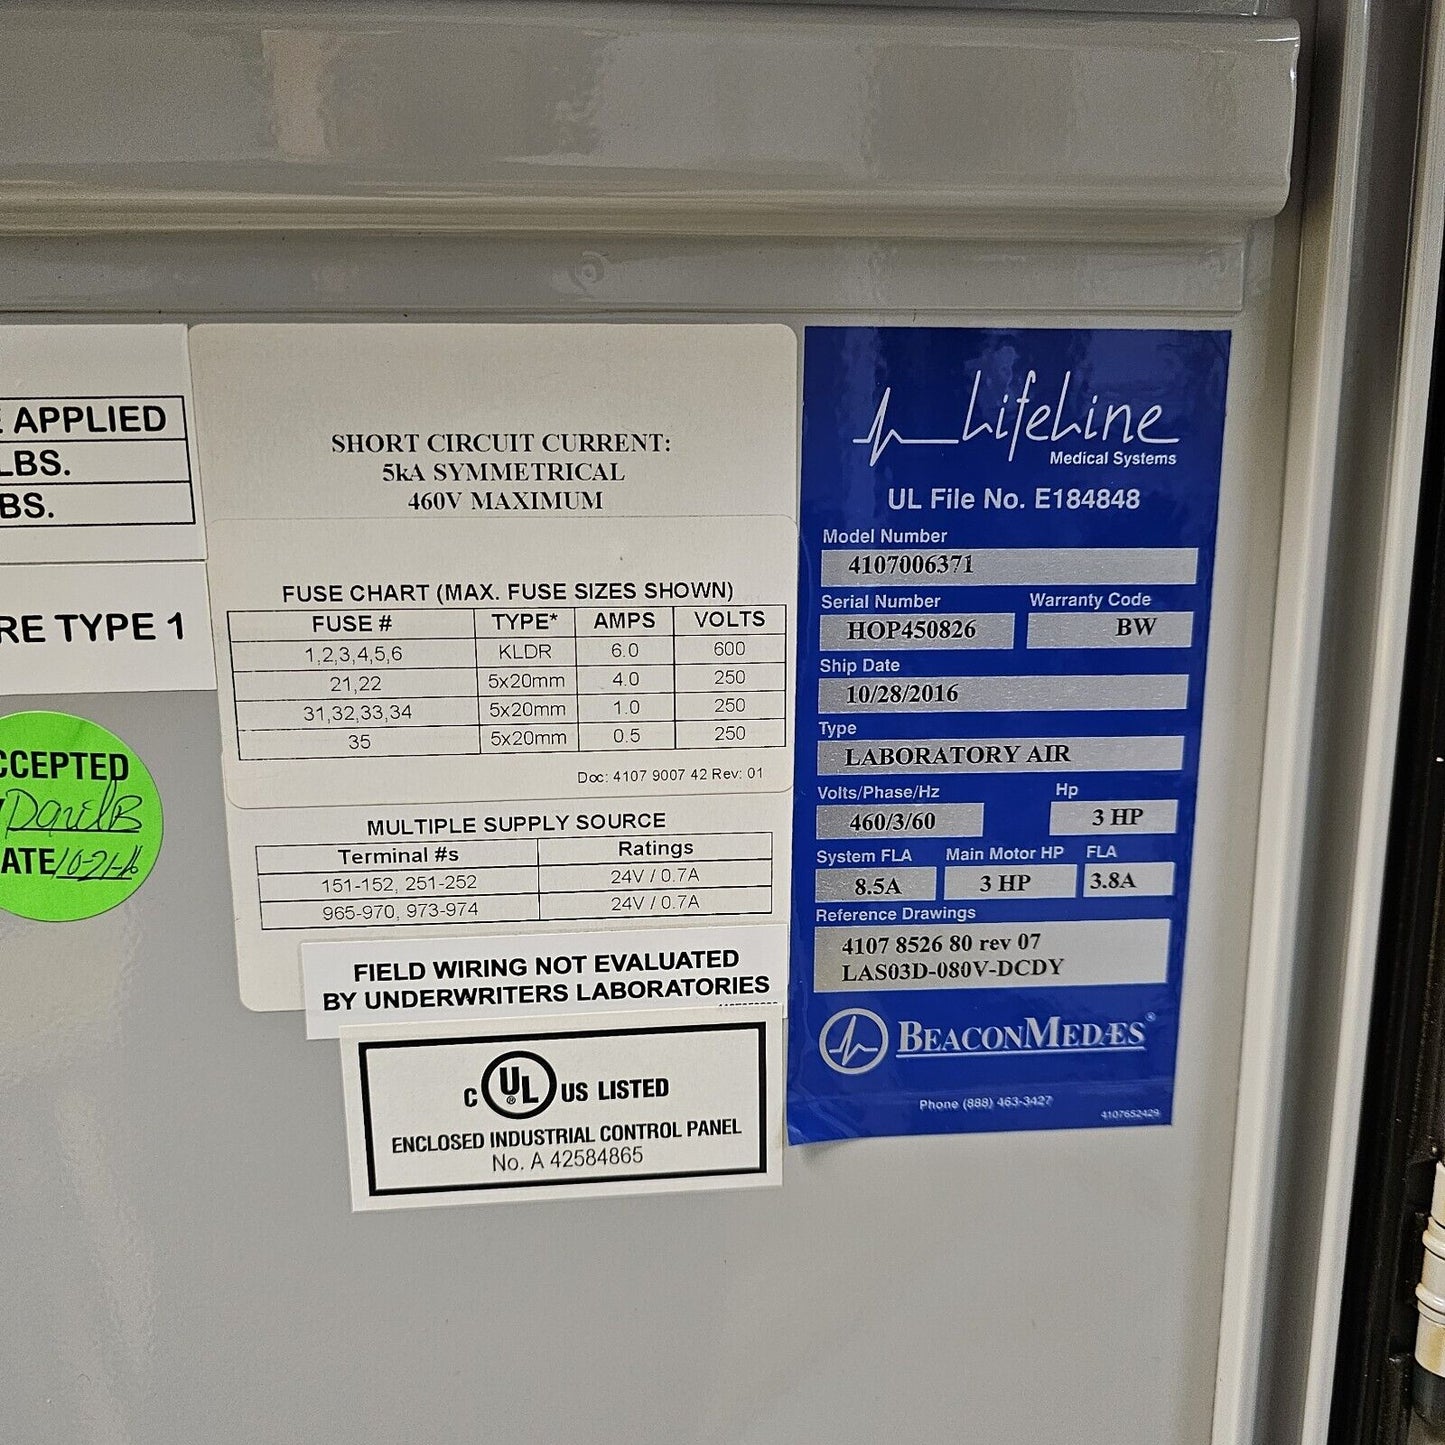 E APPLIED
LBS.
BS.
RE TYPE 1
CCEPTED
DanielB
ATE 10-21-16
SHORT CIRCUIT CURRENT:
5kA SYMMETRICAL
460V MAXIMUM
FUSE CHART (MAX. FUSE SIZES SHOWN)
FUSE # TYPE* AMPS VOLTS
1,2,3,4,5,6 KLDR 6.0 600
21,22 5x20mm 4.0 250
31,32,33,34 5x20mm 1.0 250
35 5x20mm 0.5 250
Doc: 4107 9007 42 Rev: 01
MULTIPLE SUPPLY SOURCE
Terminal #s Ratings
151-152, 251-252 24V / 0.7A
965-970, 973-974 24V / 0.7A
FIELD WIRING NOT EVALUATED
BY UNDERWRITERS LABORATORIES
C UL ® US LISTED
ENCLOSED INDUSTRIAL CONTROL PANEL
No. A 42584865
LifeLine
Medical Systems
UL File No. E184848
Model Number
4107006371
Serial Number Warranty Code
HOP450826 BW
Ship Date
10/28/2016
Type
LABORATORY AIR
Volts/Phase/Hz Hp
460/3/60 3 HP
System FLA Main Motor HP FLA
8.5A 3 HP 3.8A
Reference Drawings
4107 8526 80 rev 07
LAS03D-080V-DCDY
BEACONMEDÆS®
Phone (888) 463-3427
4107652429